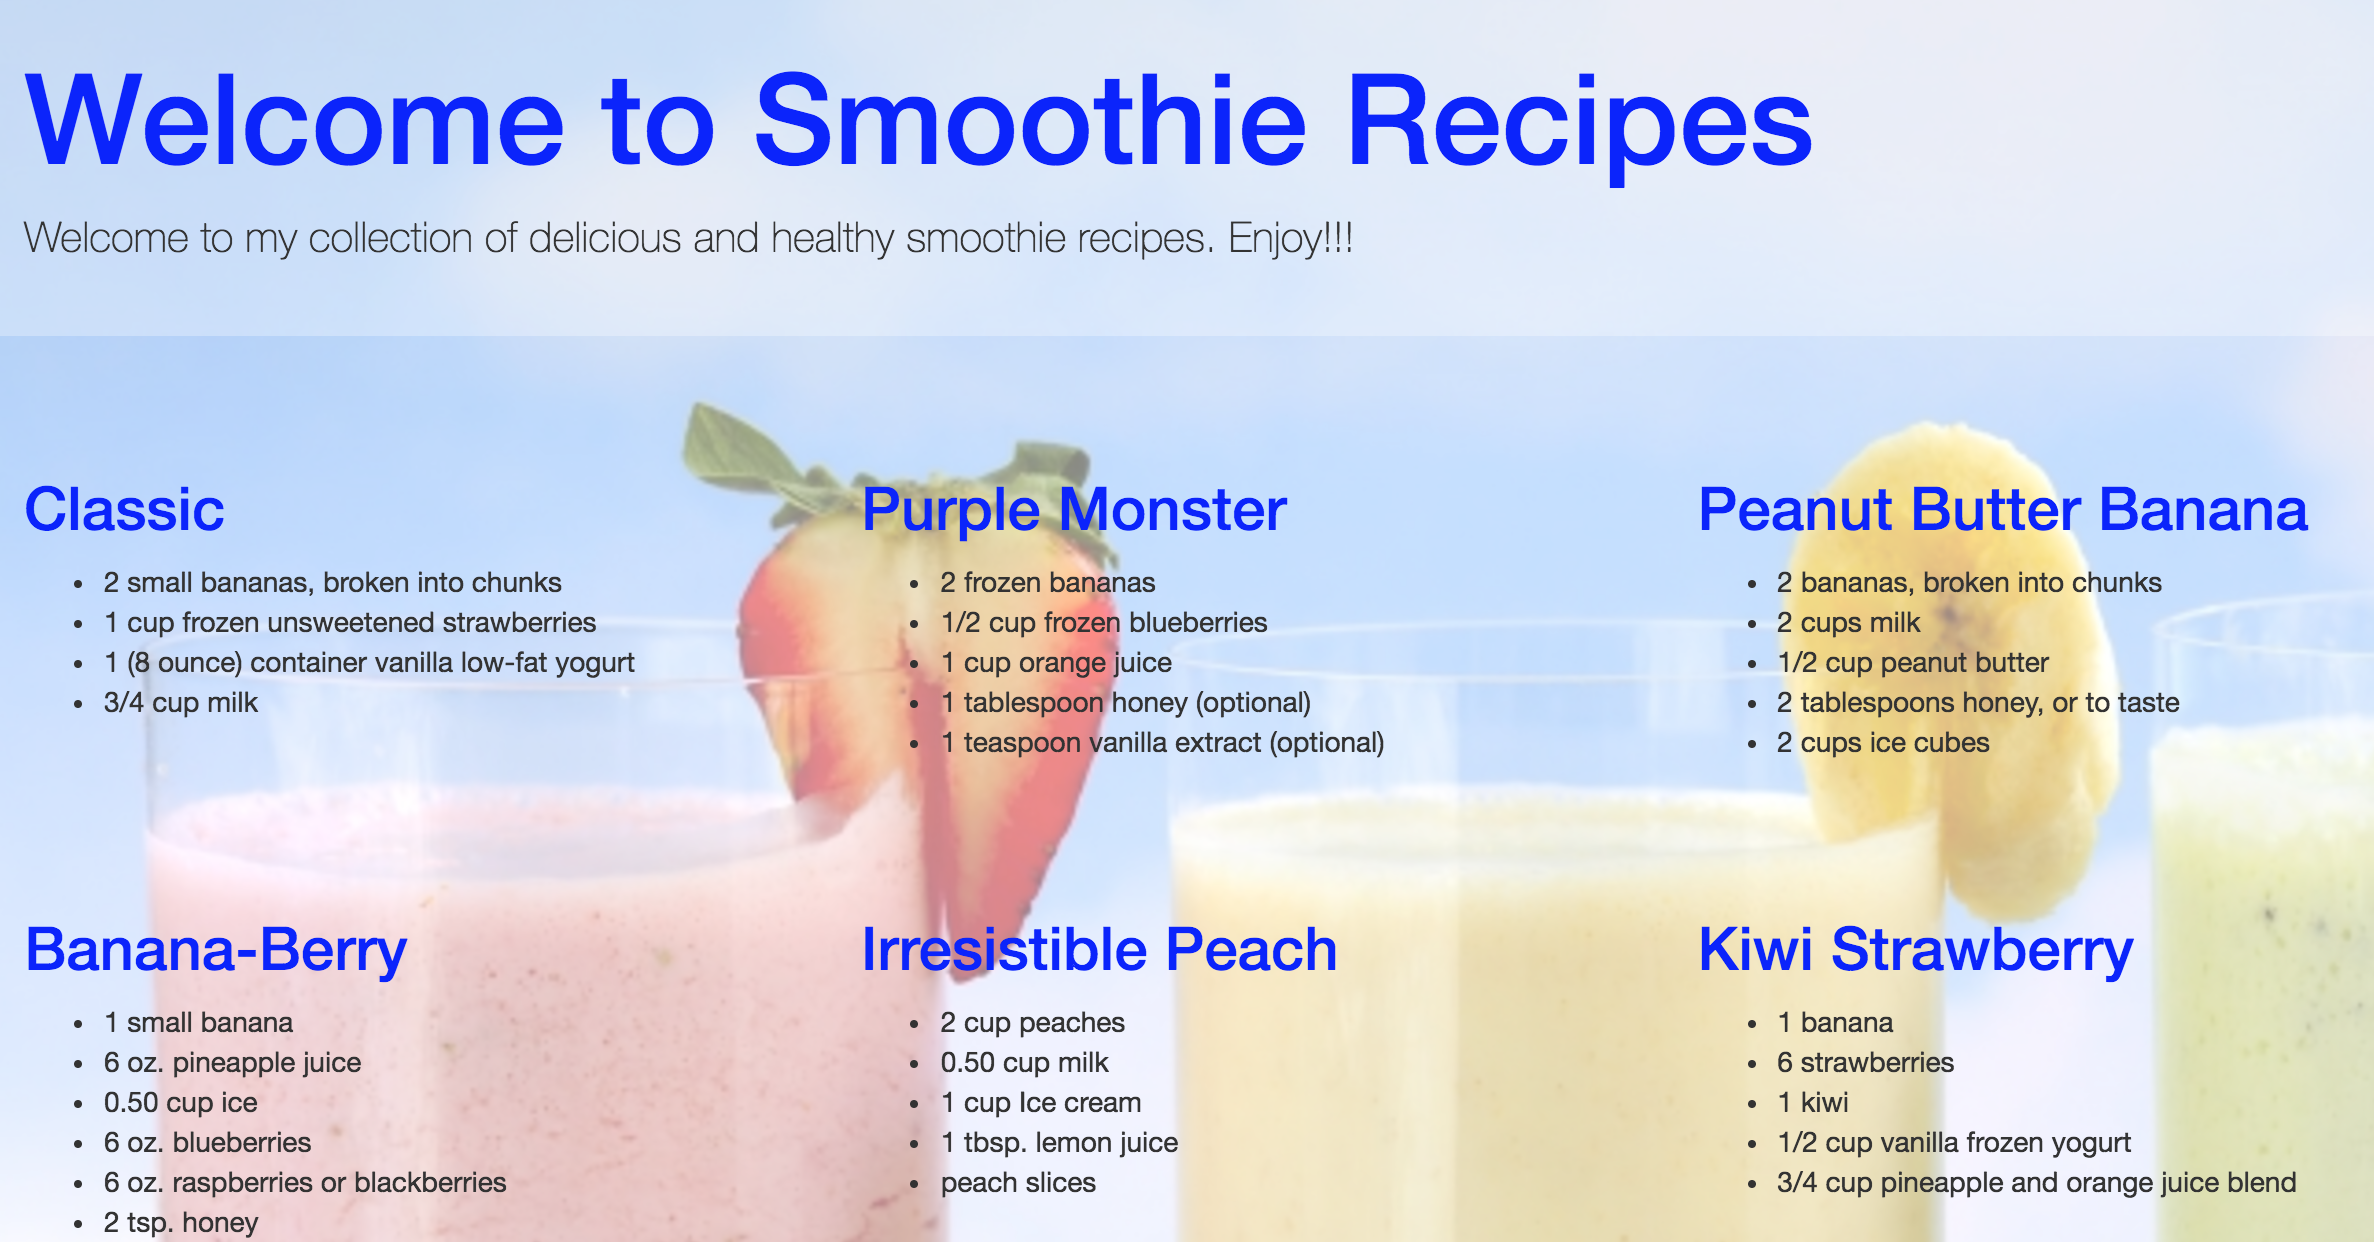 Welcome to Smoothie Recipes
Welcome to my collection of delicious and healthy smoothie recipes. Enjoy!!!
Classic
2 small bananas, broken into chunks
1 cup frozen unsweetened strawberries
1 (8 ounce) container vanilla low-fat yogurt
3/4 cup milk
Purple Monster
2 frozen bananas
1/2 cup frozen blueberries
1 cup orange juice
1 tablespoon honey (optional)
1 teaspoon vanilla extract (optional)
Peanut Butter Banana
2 bananas, broken into chunks
2 cups milk
1/2 cup peanut butter
2 tablespoons honey, or to taste
2 cups ice cubes
Banana-Berry
1 small banana
6 oz. pineapple juice
0.50 cup ice
6 oz. blueberries
6 oz. raspberries or blackberries
2 tsp. honey
Irresistible Peach
2 cup peaches
0.50 cup milk
1 cup Ice cream
1 tbsp. lemon juice
peach slices
Kiwi Strawberry
1 banana
6 strawberries
1 kiwi
1/2 cup vanilla frozen yogurt
3/4 cup pineapple and orange juice blend